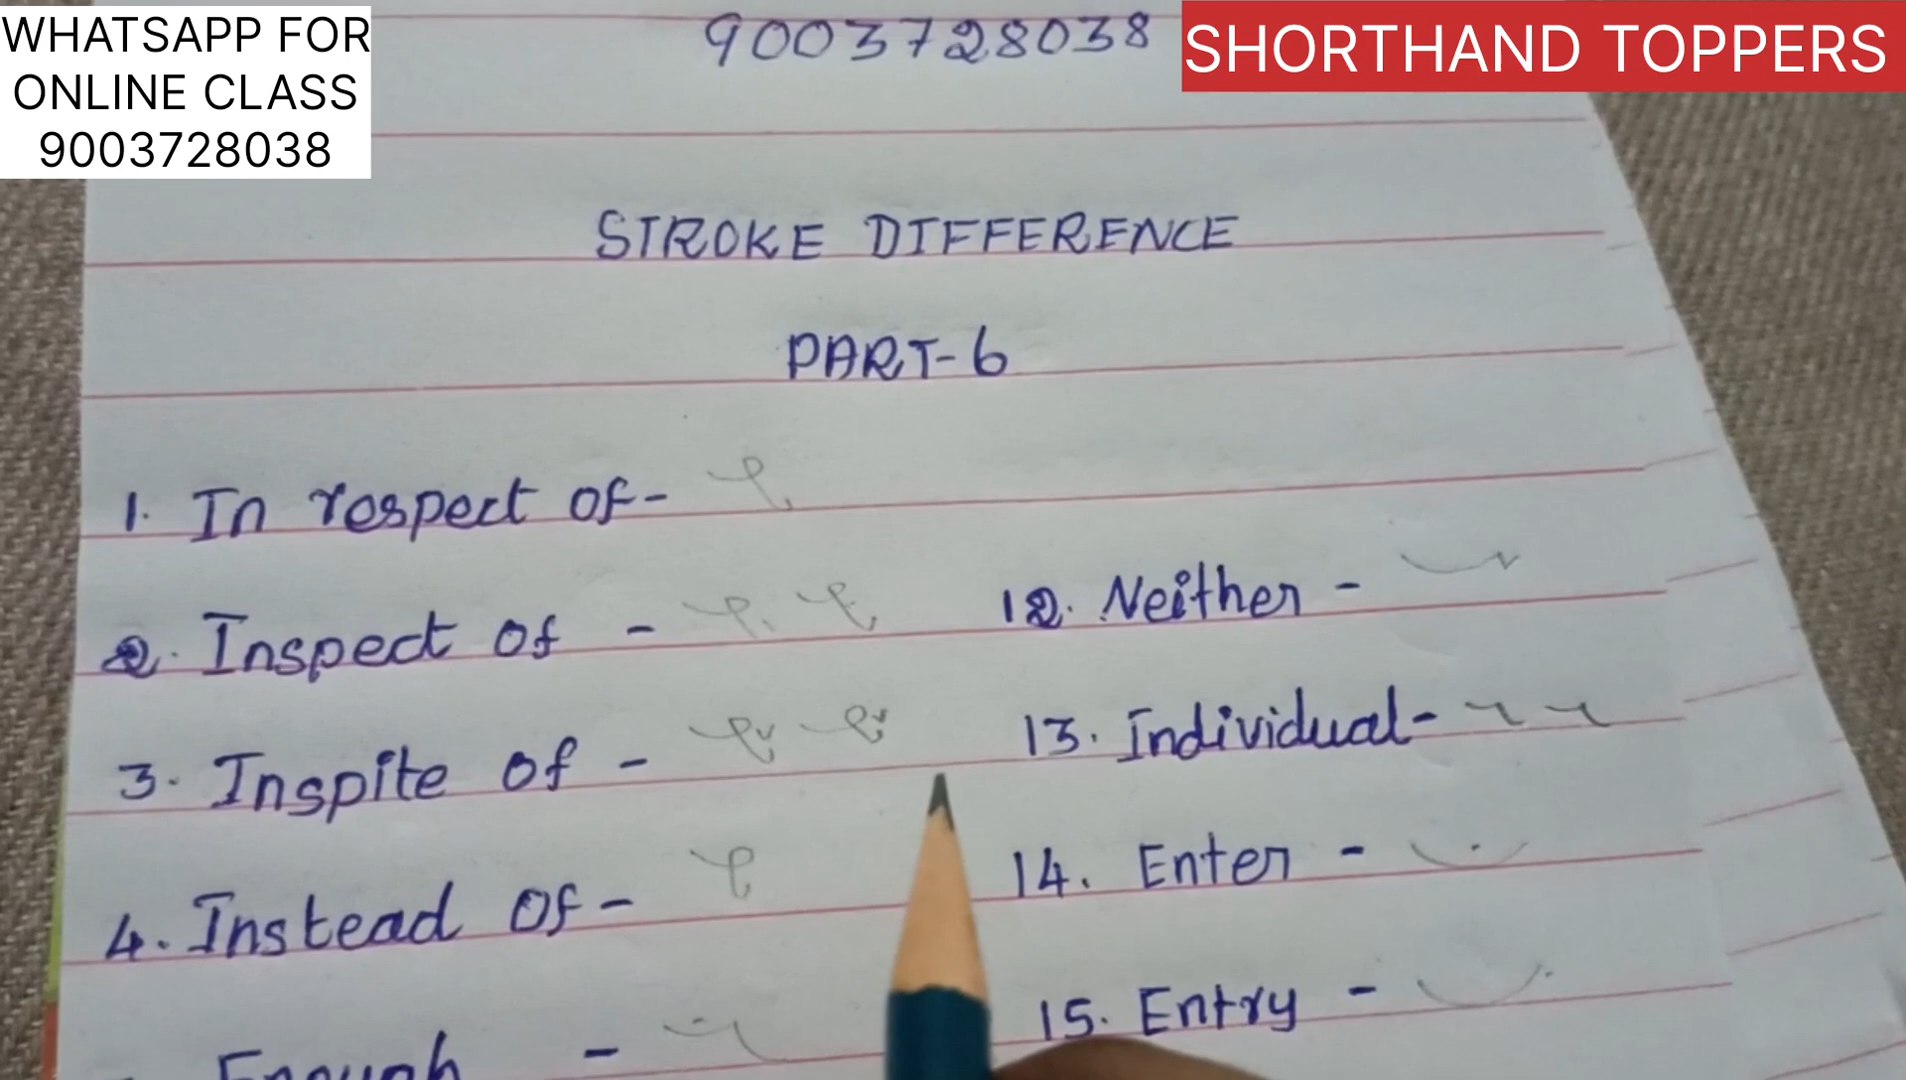 WHATSAPP FOR
ONLINE CLASS
9003728038
9003728038
SHORTHAND TOPPERS
STROKE DIFFERENCE
PART-6
1. In respect of -
2. Inspect of -
3. Inspite of -
4. Instead of -
Enough -
12. Neither -
13. Individual -
14. Enter -
15. Entry -